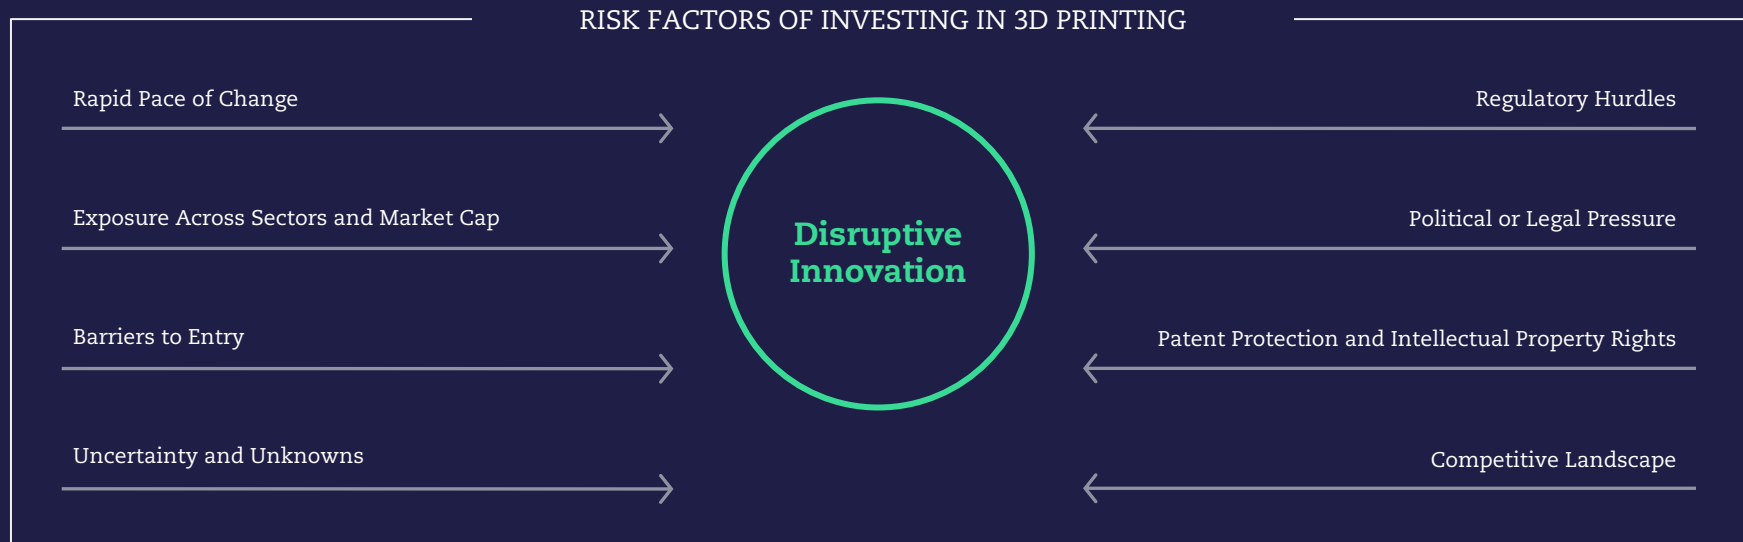 RISK FACTORS OF INVESTING IN 3D PRINTING
Rapid Pace of Change
Exposure Across Sectors and Market Cap
Barriers to Entry
Uncertainty and Unknowns
Disruptive
Innovation
Regulatory Hurdles
Political or Legal Pressure
Patent Protection and Intellectual Property Rights
Competitive Landscape